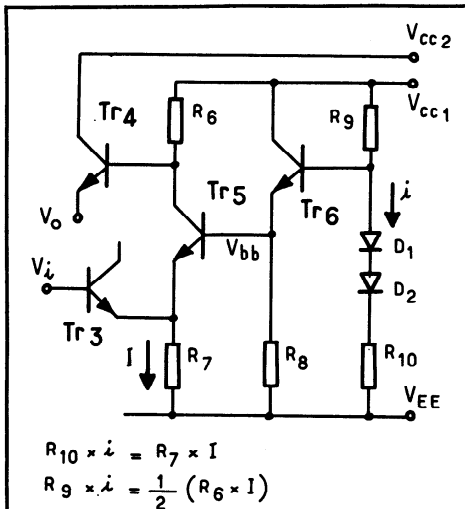 Vcc2
Vcc1
R6
R9
Tr4
Tr5
Tr6
i
Vo
Vbb
D1
Vi
D2
Tr3
I
R7
R8
R10
VEE
R10 × i = R7 × I
R9 × i = 1/2 (R6 × I)